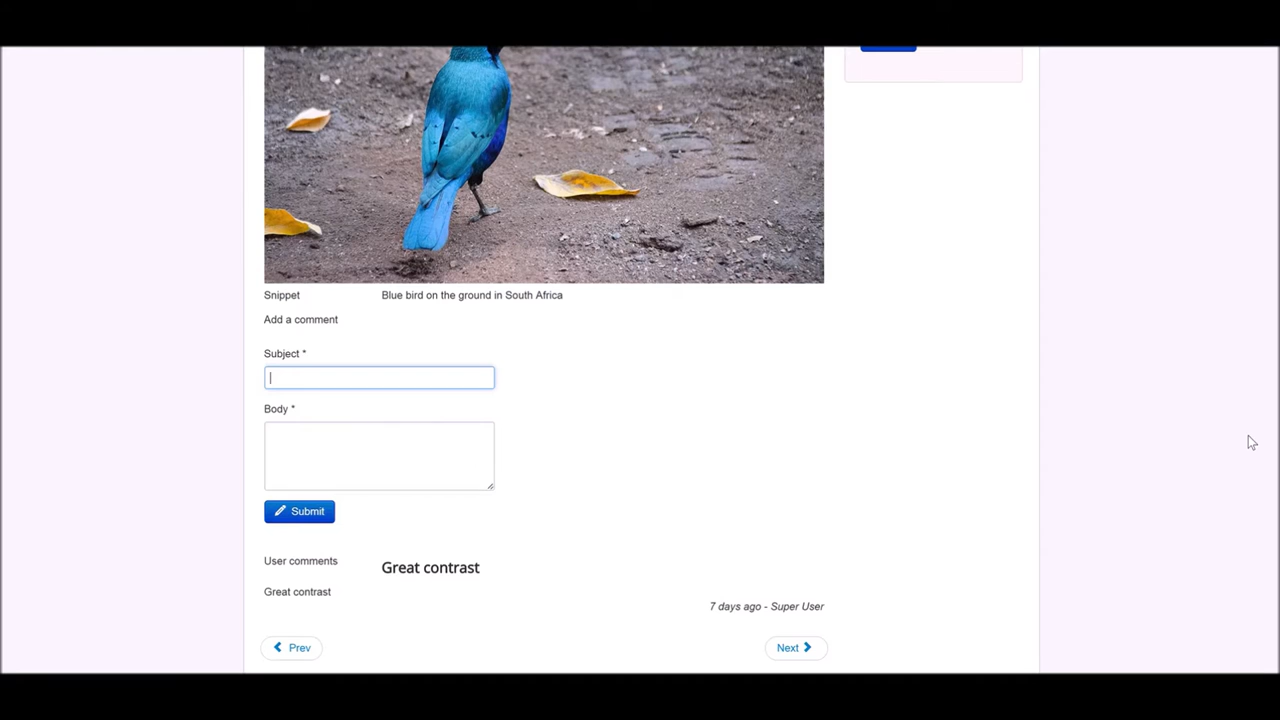 Snippet Blue bird on the ground in South Africa
Add a comment
Subject *
Body *
Submit
User comments Great contrast
Great contrast
7 days ago - Super User
Prev Next